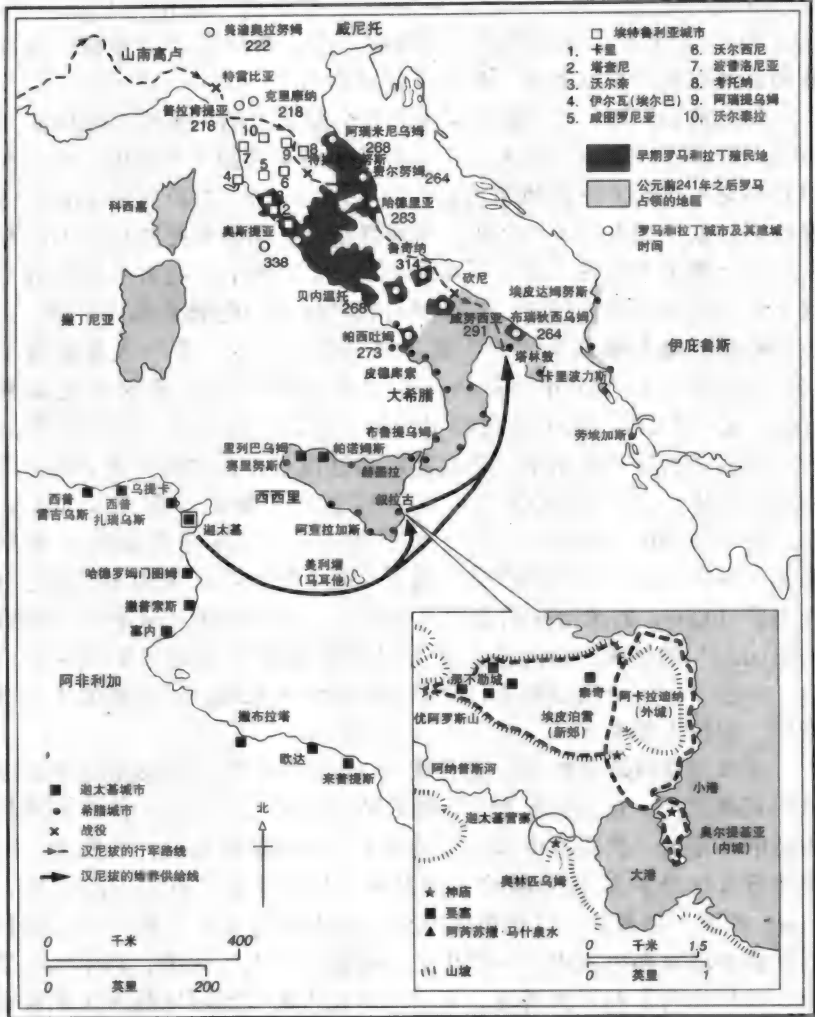 222
威尼托
山南高卢
特雷比亚
克里摩纳
218
普拉肯提亚
218
阿瑞米尼乌姆
268
费尔努姆
264
哈德里亚
283
科西嘉
奥斯提亚
338
鲁奇纳
314
砍尼
贝内温托
268
威努西亚
291
布瑞狄西乌姆
264
埃皮达姆努斯
撒丁尼亚
帕西吐姆
273
塔林敦
卡里波力斯
伊庇鲁斯
皮德库索
大希腊
布鲁提乌姆
劳埃加斯
里列巴乌姆
赛里努斯
帕诺姆斯
赫墨拉
西西里
叙拉古
阿克拉加斯
西普
雷吉乌斯
乌提卡
西普
扎瑞乌斯
迦太基
美利塔
(马耳他)
哈德罗姆门图姆
撒普索斯
塞内
阿非利加
撒布拉塔
欧达
来普提斯
□ 埃特鲁利亚城市
1. 卡里
2. 塔奎尼
3. 沃尔奈
4. 伊尔瓦(埃尔巴)
5. 威图罗尼亚
6. 沃尔西尼
7. 波普洛尼亚
8. 考托纳
9. 阿瑞提乌姆
10. 沃尔泰拉
早期罗马和拉丁殖民地
公元前241年之后罗马
占领的地区
罗马和拉丁城市及其建城
时间
10
9
8
7
4
6
2
迦太基城市
希腊城市
战役
汉尼拔的行军路线
汉尼拔的给养供给线
北
0 千米 400
0 英里 200
那不勒城
泰奇
优阿罗斯山
埃皮泊雷
(新郊)
阿卡拉迪纳
(外城)
阿纳普斯河
小港
迦太基营寨
奥尔提基亚
(内城)
大港
奥林匹乌姆
神庙
要塞
阿芮苏撒·马什泉水
山坡
0 千米 1.5
0 英里 1